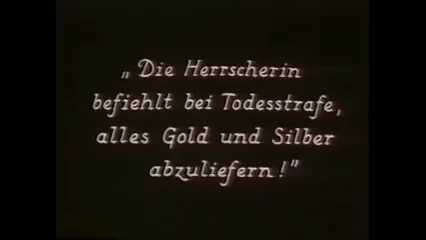 „Die Herrscherin
befiehlt bei Todesstrafe,
alles Gold und Silber
abzuliefern!"